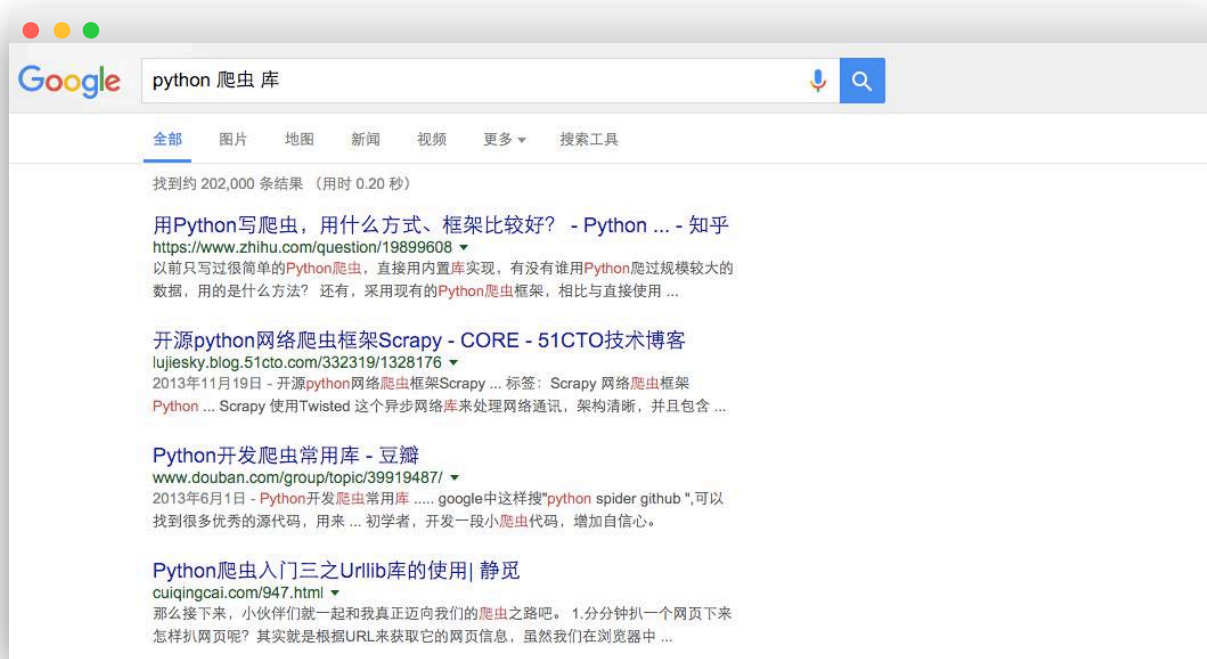 Google
python 爬虫 库
全部 图片 地图 新闻 视频 更多 搜索工具
找到约 202,000 条结果 （用时 0.20 秒）
用Python写爬虫，用什么方式、框架比较好？ - Python ... - 知乎
https://www.zhihu.com/question/19899608
以前只写过很简单的Python爬虫，直接用内置库实现，有没有谁用Python爬过规模较大的
数据，用的是什么方法？ 还有，采用现有的Python爬虫框架，相比与直接使用 ...
开源python网络爬虫框架Scrapy - CORE - 51CTO技术博客
lujiesky.blog.51cto.com/332319/1328176
2013年11月19日 - 开源python网络爬虫框架Scrapy ... 标签：Scrapy 网络爬虫框架
Python ... Scrapy 使用Twisted 这个异步网络库来处理网络通讯，架构清晰，并且包含 ...
Python开发爬虫常用库 - 豆瓣
www.douban.com/group/topic/39919487/
2013年6月1日 - Python开发爬虫常用库 ..... google中这样搜"python spider github ",可以
找到很多优秀的源代码，用来 ... 初学者，开发一段小爬虫代码，增加自信心。
Python爬虫入门三之Urllib库的使用| 静觅
cuiqingcai.com/947.html
那么接下来，小伙伴们就一起和我真正迈向我们的爬虫之路吧。 1.分分钟扒一个网页下来
怎样扒网页呢？其实就是根据URL来获取它的网页信息，虽然我们在浏览器中 ...